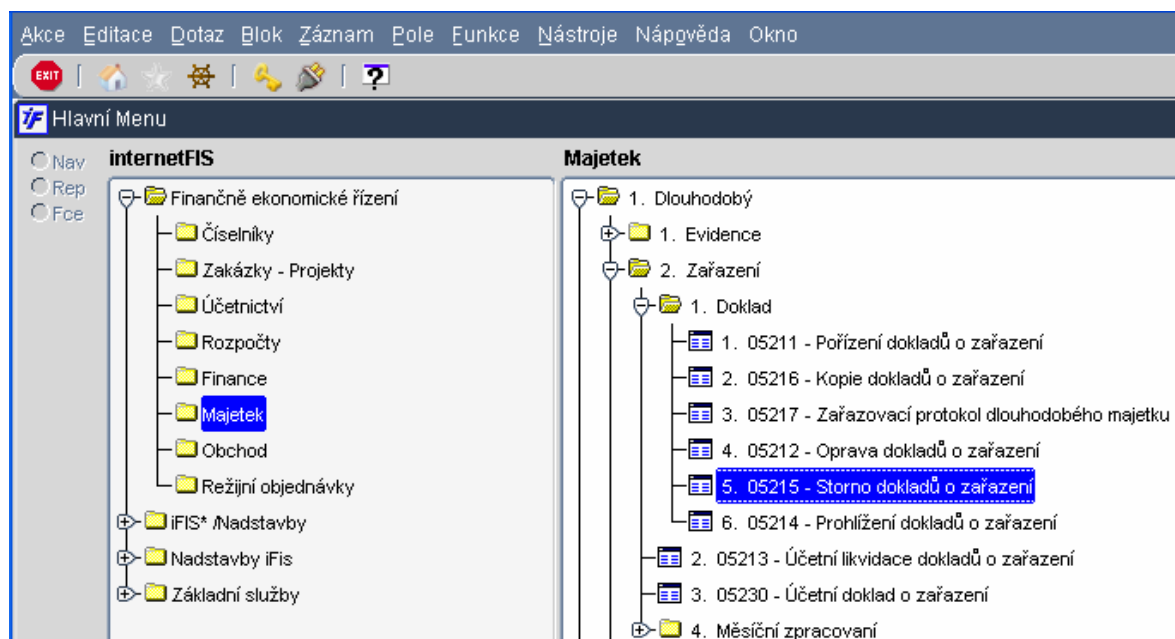 Akce Editace Dotaz Blok Záznam Pole Funkce Nástroje Nápověda Okno
EXIT ?
iF Hlavní Menu
Nav
Rep
Fce
internetFIS
Finančně ekonomické řízení
Číselníky
Zakázky - Projekty
Účetnictví
Rozpočty
Finance
Majetek
Obchod
Režijní objednávky
iFIS* /Nadstavby
Nadstavby iFis
Základní služby
Majetek
1. Dlouhodobý
1. Evidence
2. Zařazení
1. Doklad
1. 05211 - Pořízení dokladů o zařazení
2. 05216 - Kopie dokladů o zařazení
3. 05217 - Zařazovací protokol dlouhodobého majetku
4. 05212 - Oprava dokladů o zařazení
5. 05215 - Storno dokladů o zařazení
6. 05214 - Prohlížení dokladů o zařazení
2. 05213 - Účetní likvidace dokladů o zařazení
3. 05230 - Účetní doklad o zařazení
4. Měsíční zpracovaní